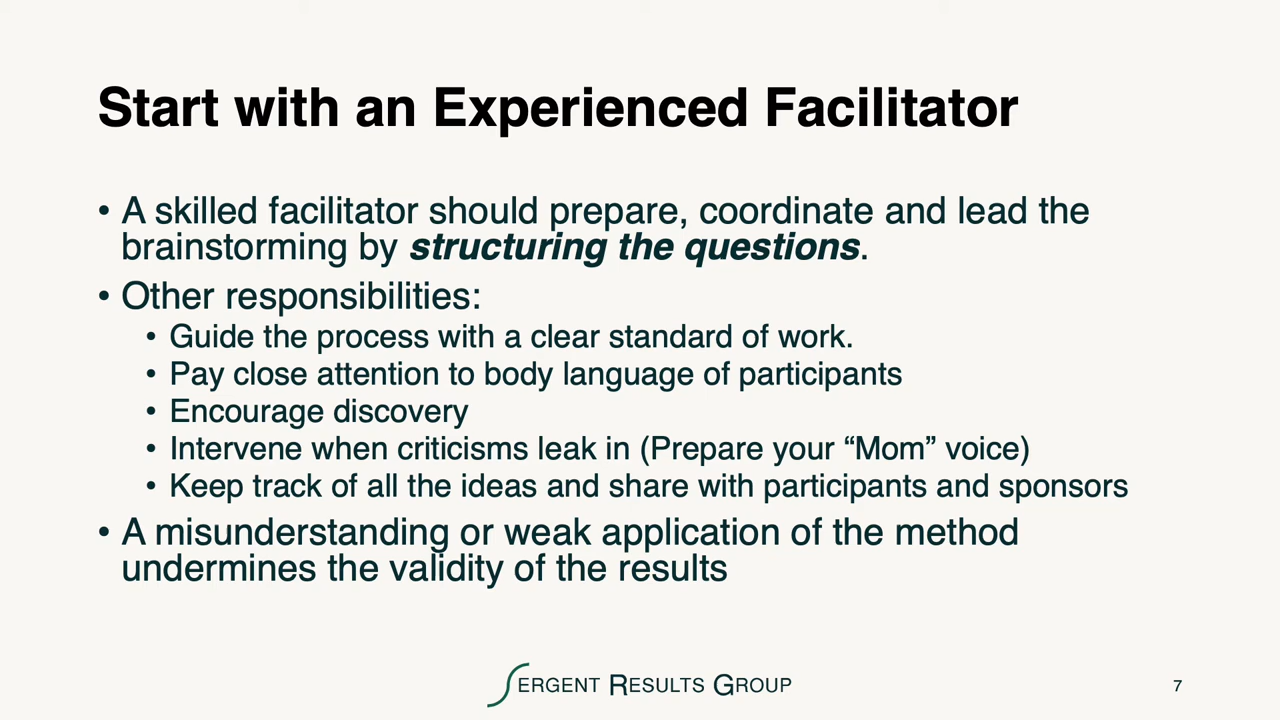 Start with an Experienced Facilitator
• A skilled facilitator should prepare, coordinate and lead the
brainstorming by structuring the questions.
• Other responsibilities:
• Guide the process with a clear standard of work.
• Pay close attention to body language of participants
• Encourage discovery
• Intervene when criticisms leak in (Prepare your “Mom” voice)
• Keep track of all the ideas and share with participants and sponsors
• A misunderstanding or weak application of the method
undermines the validity of the results
SERGENT RESULTS GROUP
7